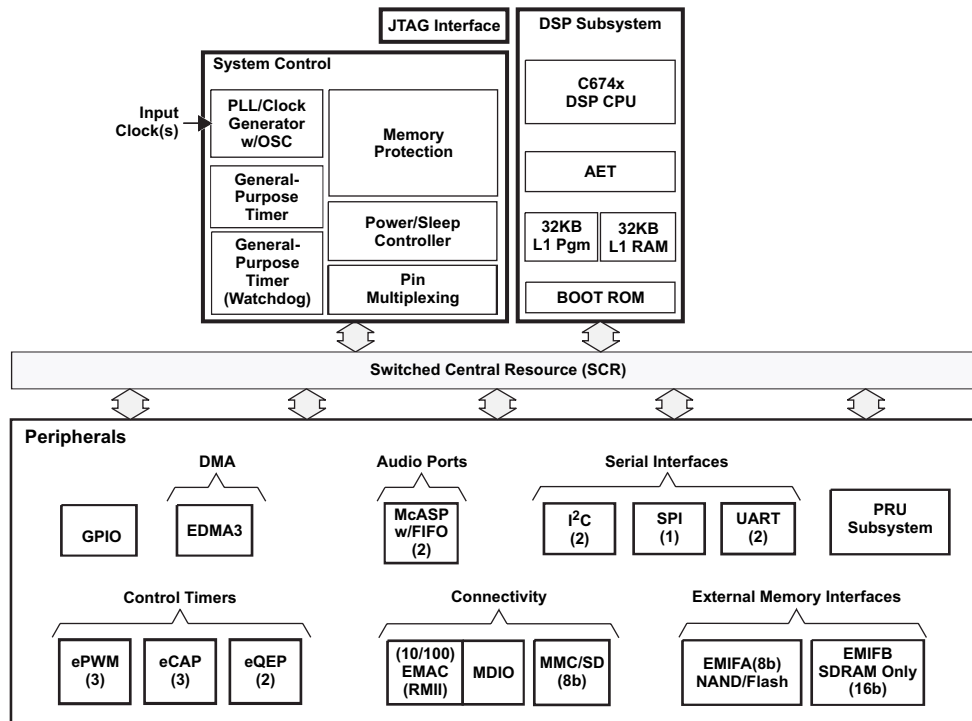 JTAG Interface
DSP Subsystem
System Control
Input
Clock(s)
PLL/Clock
Generator
w/OSC
General-
Purpose
Timer
General-
Purpose
Timer
(Watchdog)
Memory
Protection
Power/Sleep
Controller
Pin
Multiplexing
C674x
DSP CPU
AET
32KB
L1 Pgm
32KB
L1 RAM
BOOT ROM
Switched Central Resource (SCR)
Peripherals
DMA
Audio Ports
Serial Interfaces
GPIO
EDMA3
McASP
w/FIFO
(2)
I²C
(2)
SPI
(1)
UART
(2)
PRU
Subsystem
Control Timers
Connectivity
External Memory Interfaces
ePWM
(3)
eCAP
(3)
eQEP
(2)
(10/100)
EMAC
(RMII)
MDIO
MMC/SD
(8b)
EMIFA(8b)
NAND/Flash
EMIFB
SDRAM Only
(16b)